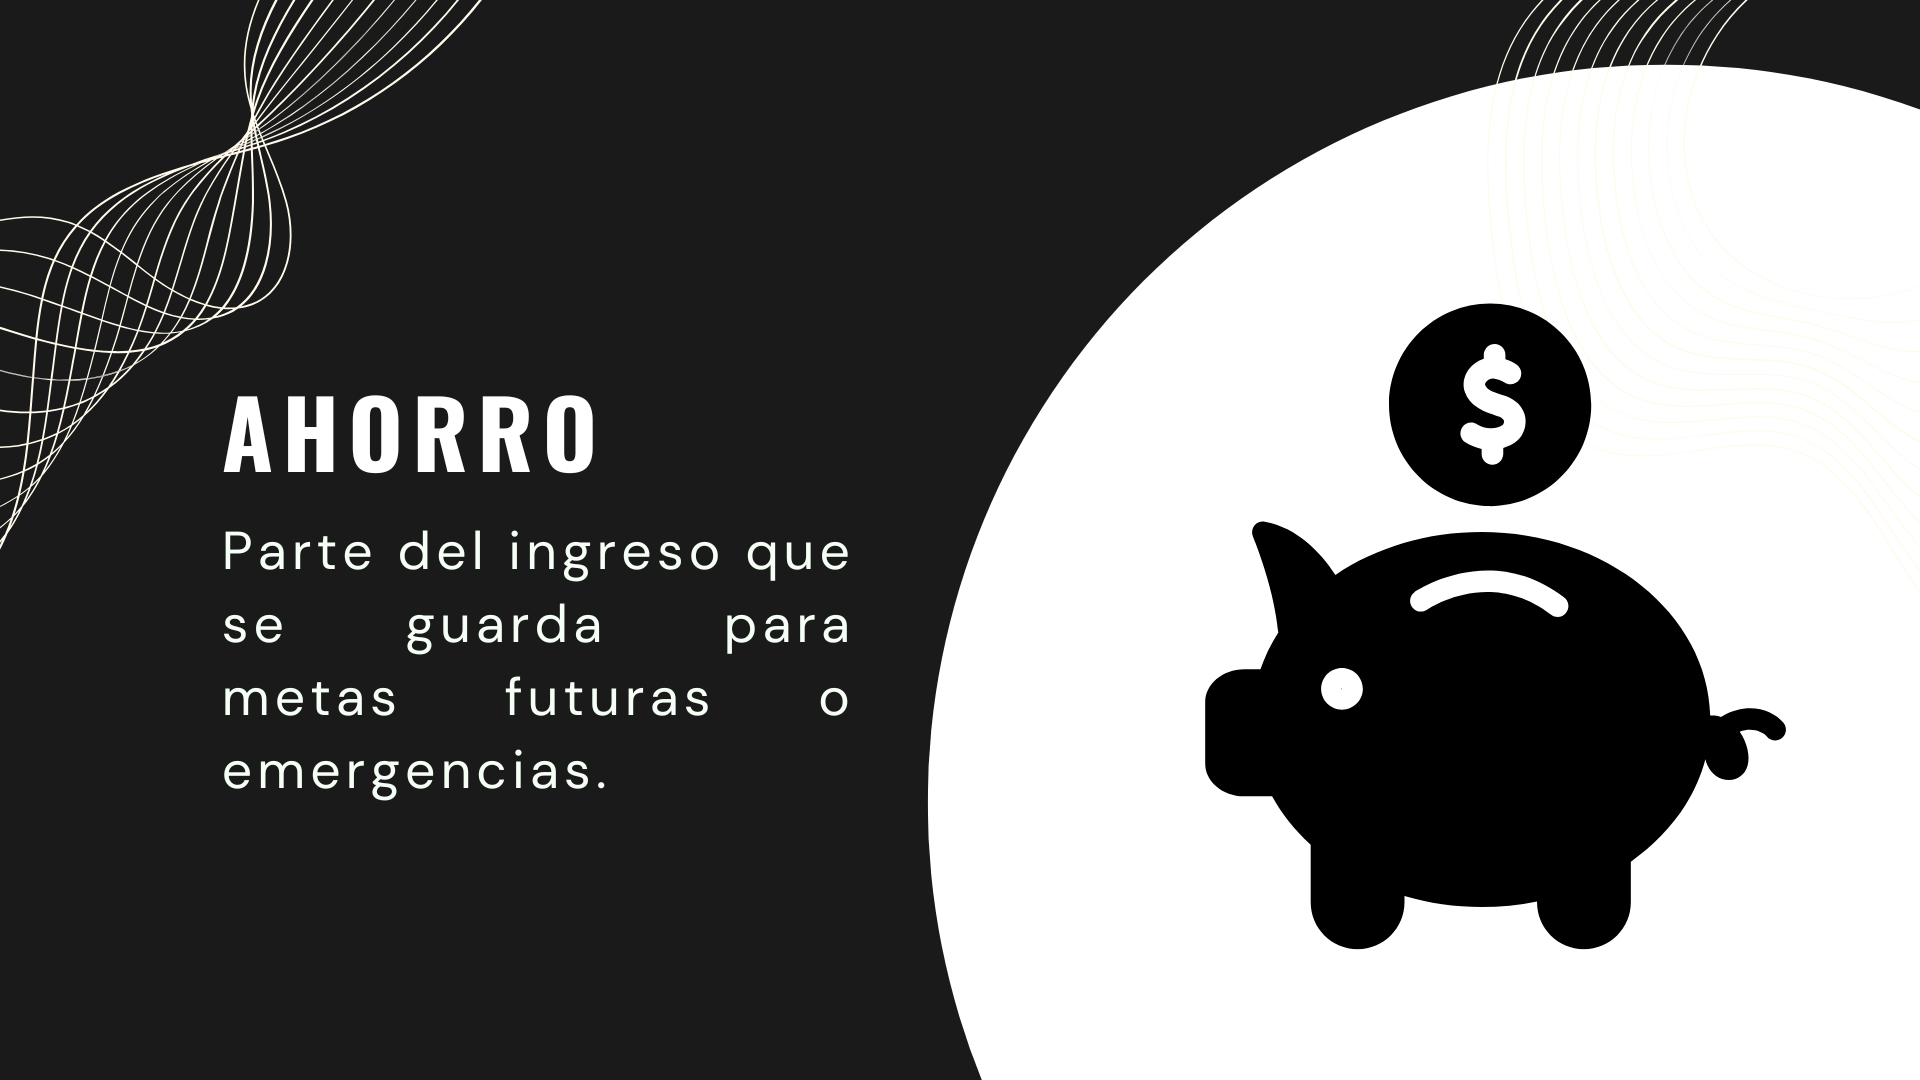 AHORRO
Parte del ingreso que
se guarda para
metas futuras o
emergencias.
$